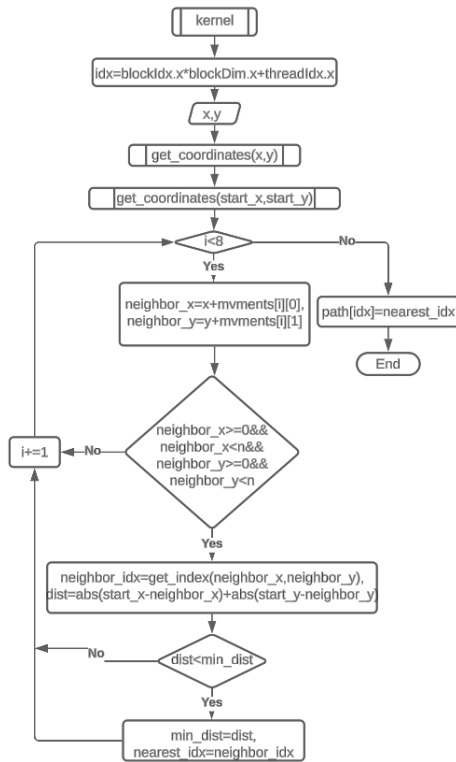 kernel
idx=blockIdx.x*blockDim.x+threadIdx.x
x,y
get_coordinates(x,y)
get_coordinates(start_x,start_y)
i<8
No
Yes
neighbor_x=x+mvments[i][0],
neighbor_y=y+mvments[i][1]
path[idx]=nearest_idx
End
neighbor_x>=0&&
neighbor_x<n&&
neighbor_y>=0&&
neighbor_y<n
No
i+=1
Yes
neighbor_idx=get_index(neighbor_x,neighbor_y),
dist=abs(start_x-neighbor_x)+abs(start_y-neighbor_y)
dist<min_dist
No
Yes
min_dist=dist,
nearest_idx=neighbor_idx